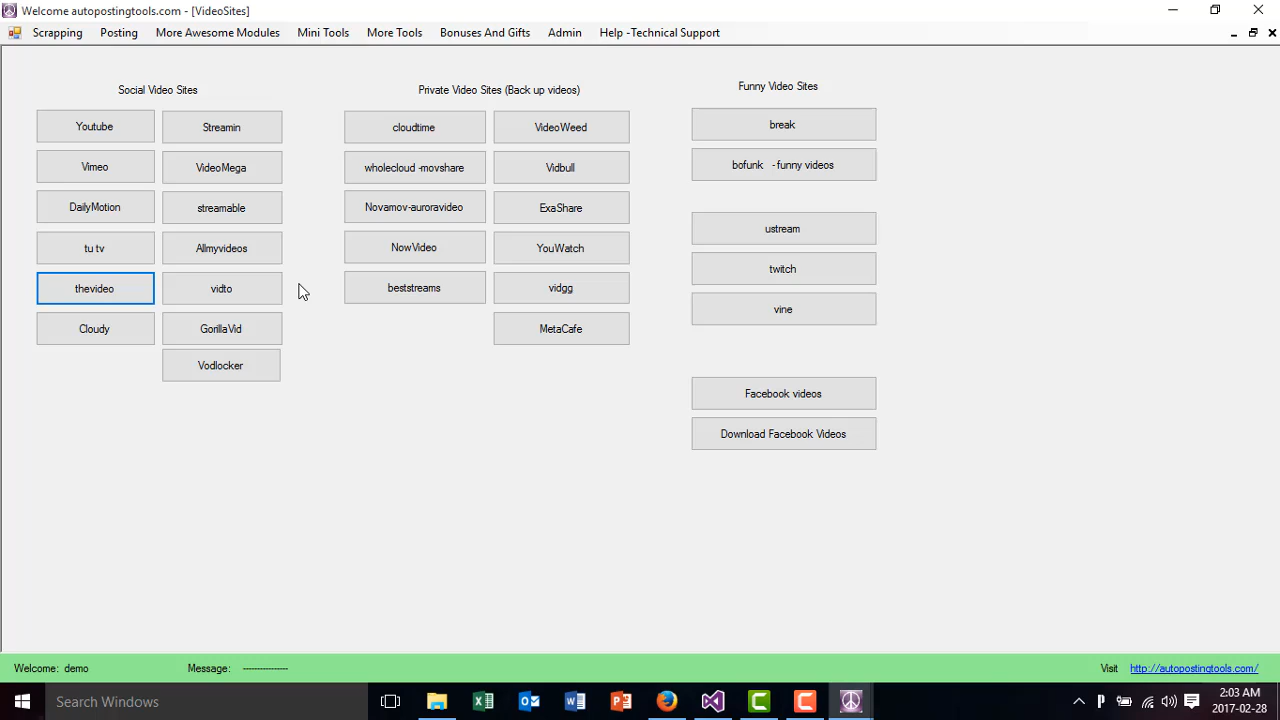 Welcome autopostingtools.com - [VideoSites]
Scrapping Posting More Awesome Modules Mini Tools More Tools Bonuses And Gifts Admin Help -Technical Support
Social Video Sites
Youtube Streamin
Vimeo VideoMega
DailyMotion streamable
tu tv Allmyvideos
thevideo vidto
Cloudy GorillaVid
Vodlocker
Private Video Sites (Back up videos)
cloudtime VideoWeed
wholecloud -movshare Vidbull
Novamov-auroravideo ExaShare
NowVideo YouWatch
beststreams vidgg
MetaCafe
Funny Video Sites
break
bofunk - funny videos
ustream
twitch
vine
Facebook videos
Download Facebook Videos
Welcome: demo Message: ---------------- Visit http://autopostingtools.com/
Search Windows
2:03 AM
2017-02-28